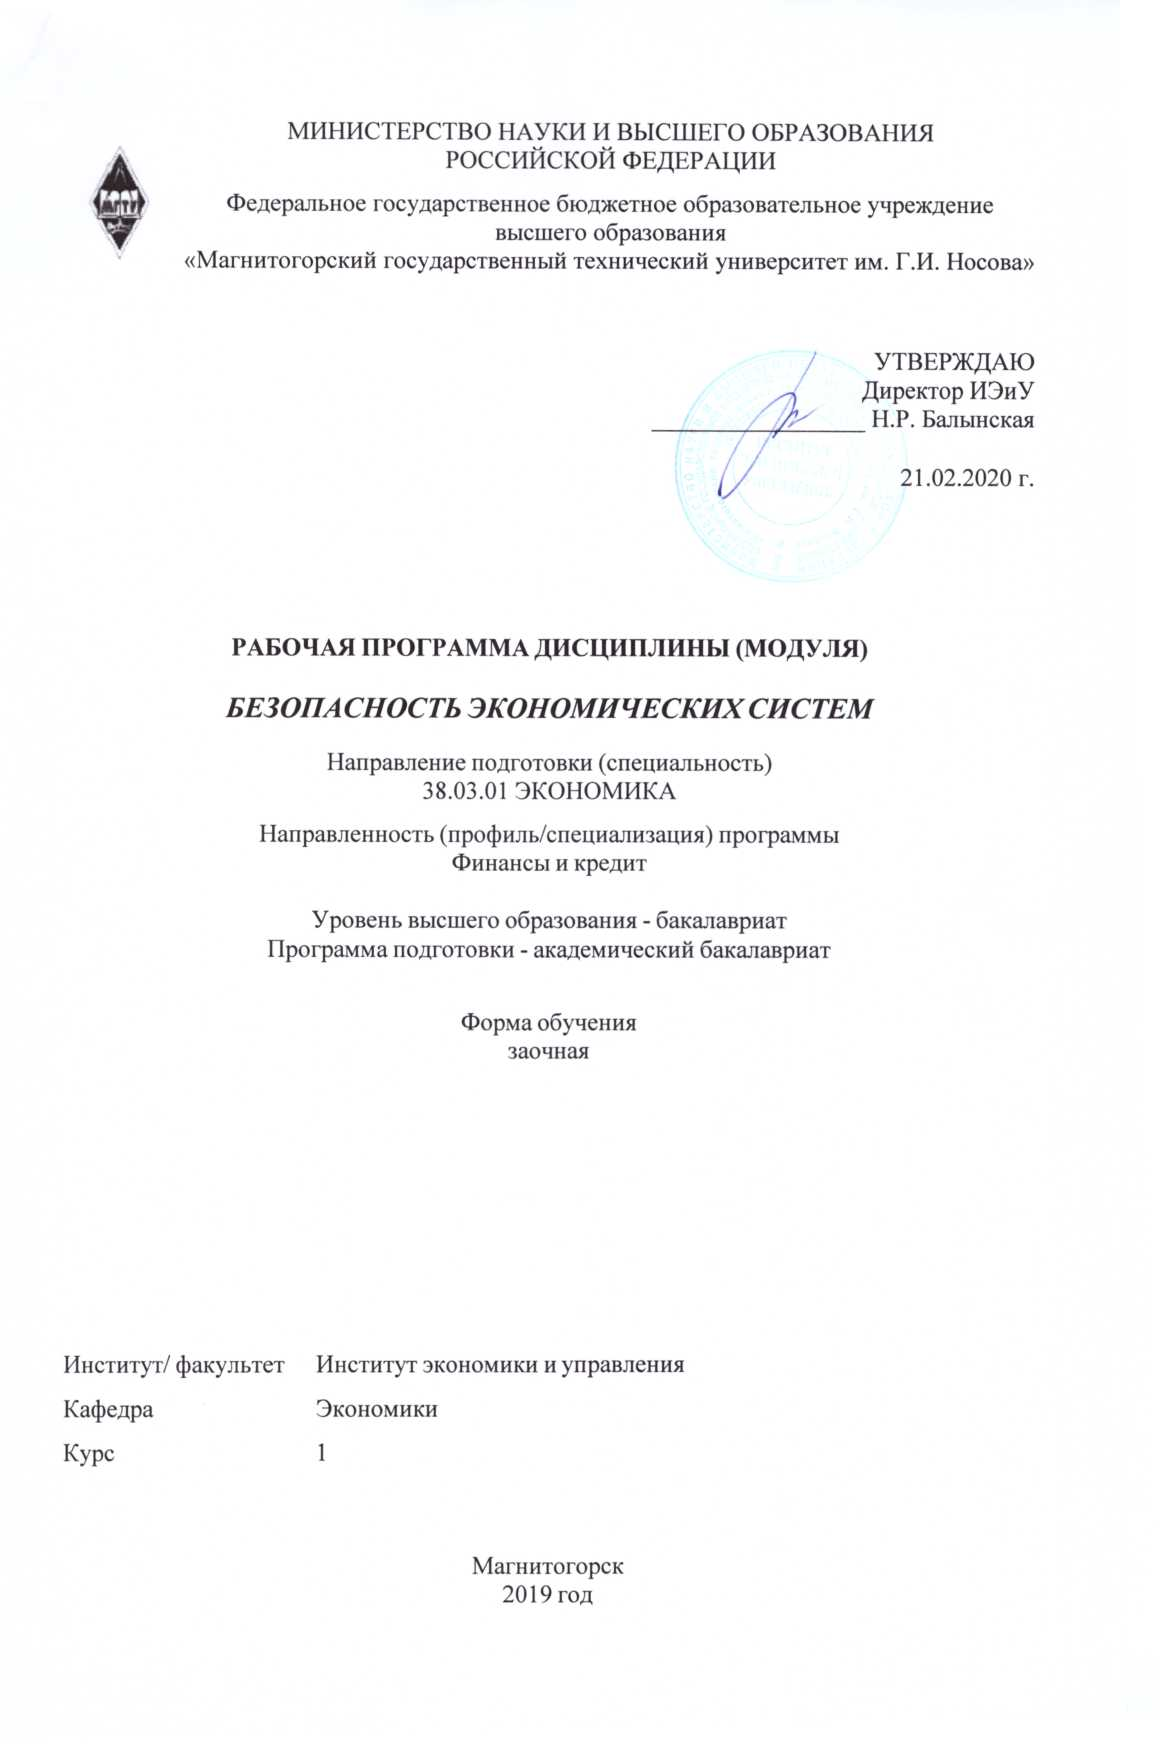 МИНИСТЕРСТВО НАУКИ И ВЫСШЕГО ОБРАЗОВАНИЯ
РОССИЙСКОЙ ФЕДЕРАЦИИ
Федеральное государственное бюджетное образовательное учреждение
высшего образования
«Магнитогорский государственный технический университет им. Г.И. Носова»
УТВЕРЖДАЮ
Директор ИЭиУ
Н.Р. Балынская
21.02.2020 г.
РАБОЧАЯ ПРОГРАММА ДИСЦИПЛИНЫ (МОДУЛЯ)
БЕЗОПАСНОСТЬ ЭКОНОМИЧЕСКИХ СИСТЕМ
Направление подготовки (специальность)
38.03.01 ЭКОНОМИКА
Направленность (профиль/специализация) программы
Финансы и кредит
Уровень высшего образования - бакалавриат
Программа подготовки - академический бакалавриат
Форма обучения
заочная
Институт/ факультет Институт экономики и управления
Кафедра Экономики
Курс 1
Магнитогорск
2019 год